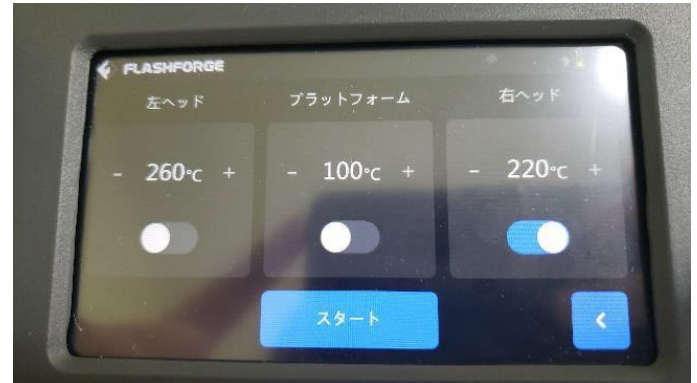 FLASHFORGE
左ヘッド プラットフォーム 右ヘッド
- 260℃ + - 100℃ + - 220℃ +
スタート